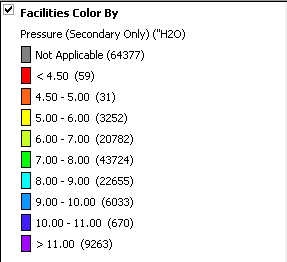 Facilities Color By
Pressure (Secondary Only) ("H2O)
Not Applicable (64377)
< 4.50 (59)
4.50 - 5.00 (31)
5.00 - 6.00 (3252)
6.00 - 7.00 (20782)
7.00 - 8.00 (43724)
8.00 - 9.00 (22655)
9.00 - 10.00 (6033)
10.00 - 11.00 (670)
> 11.00 (9263)